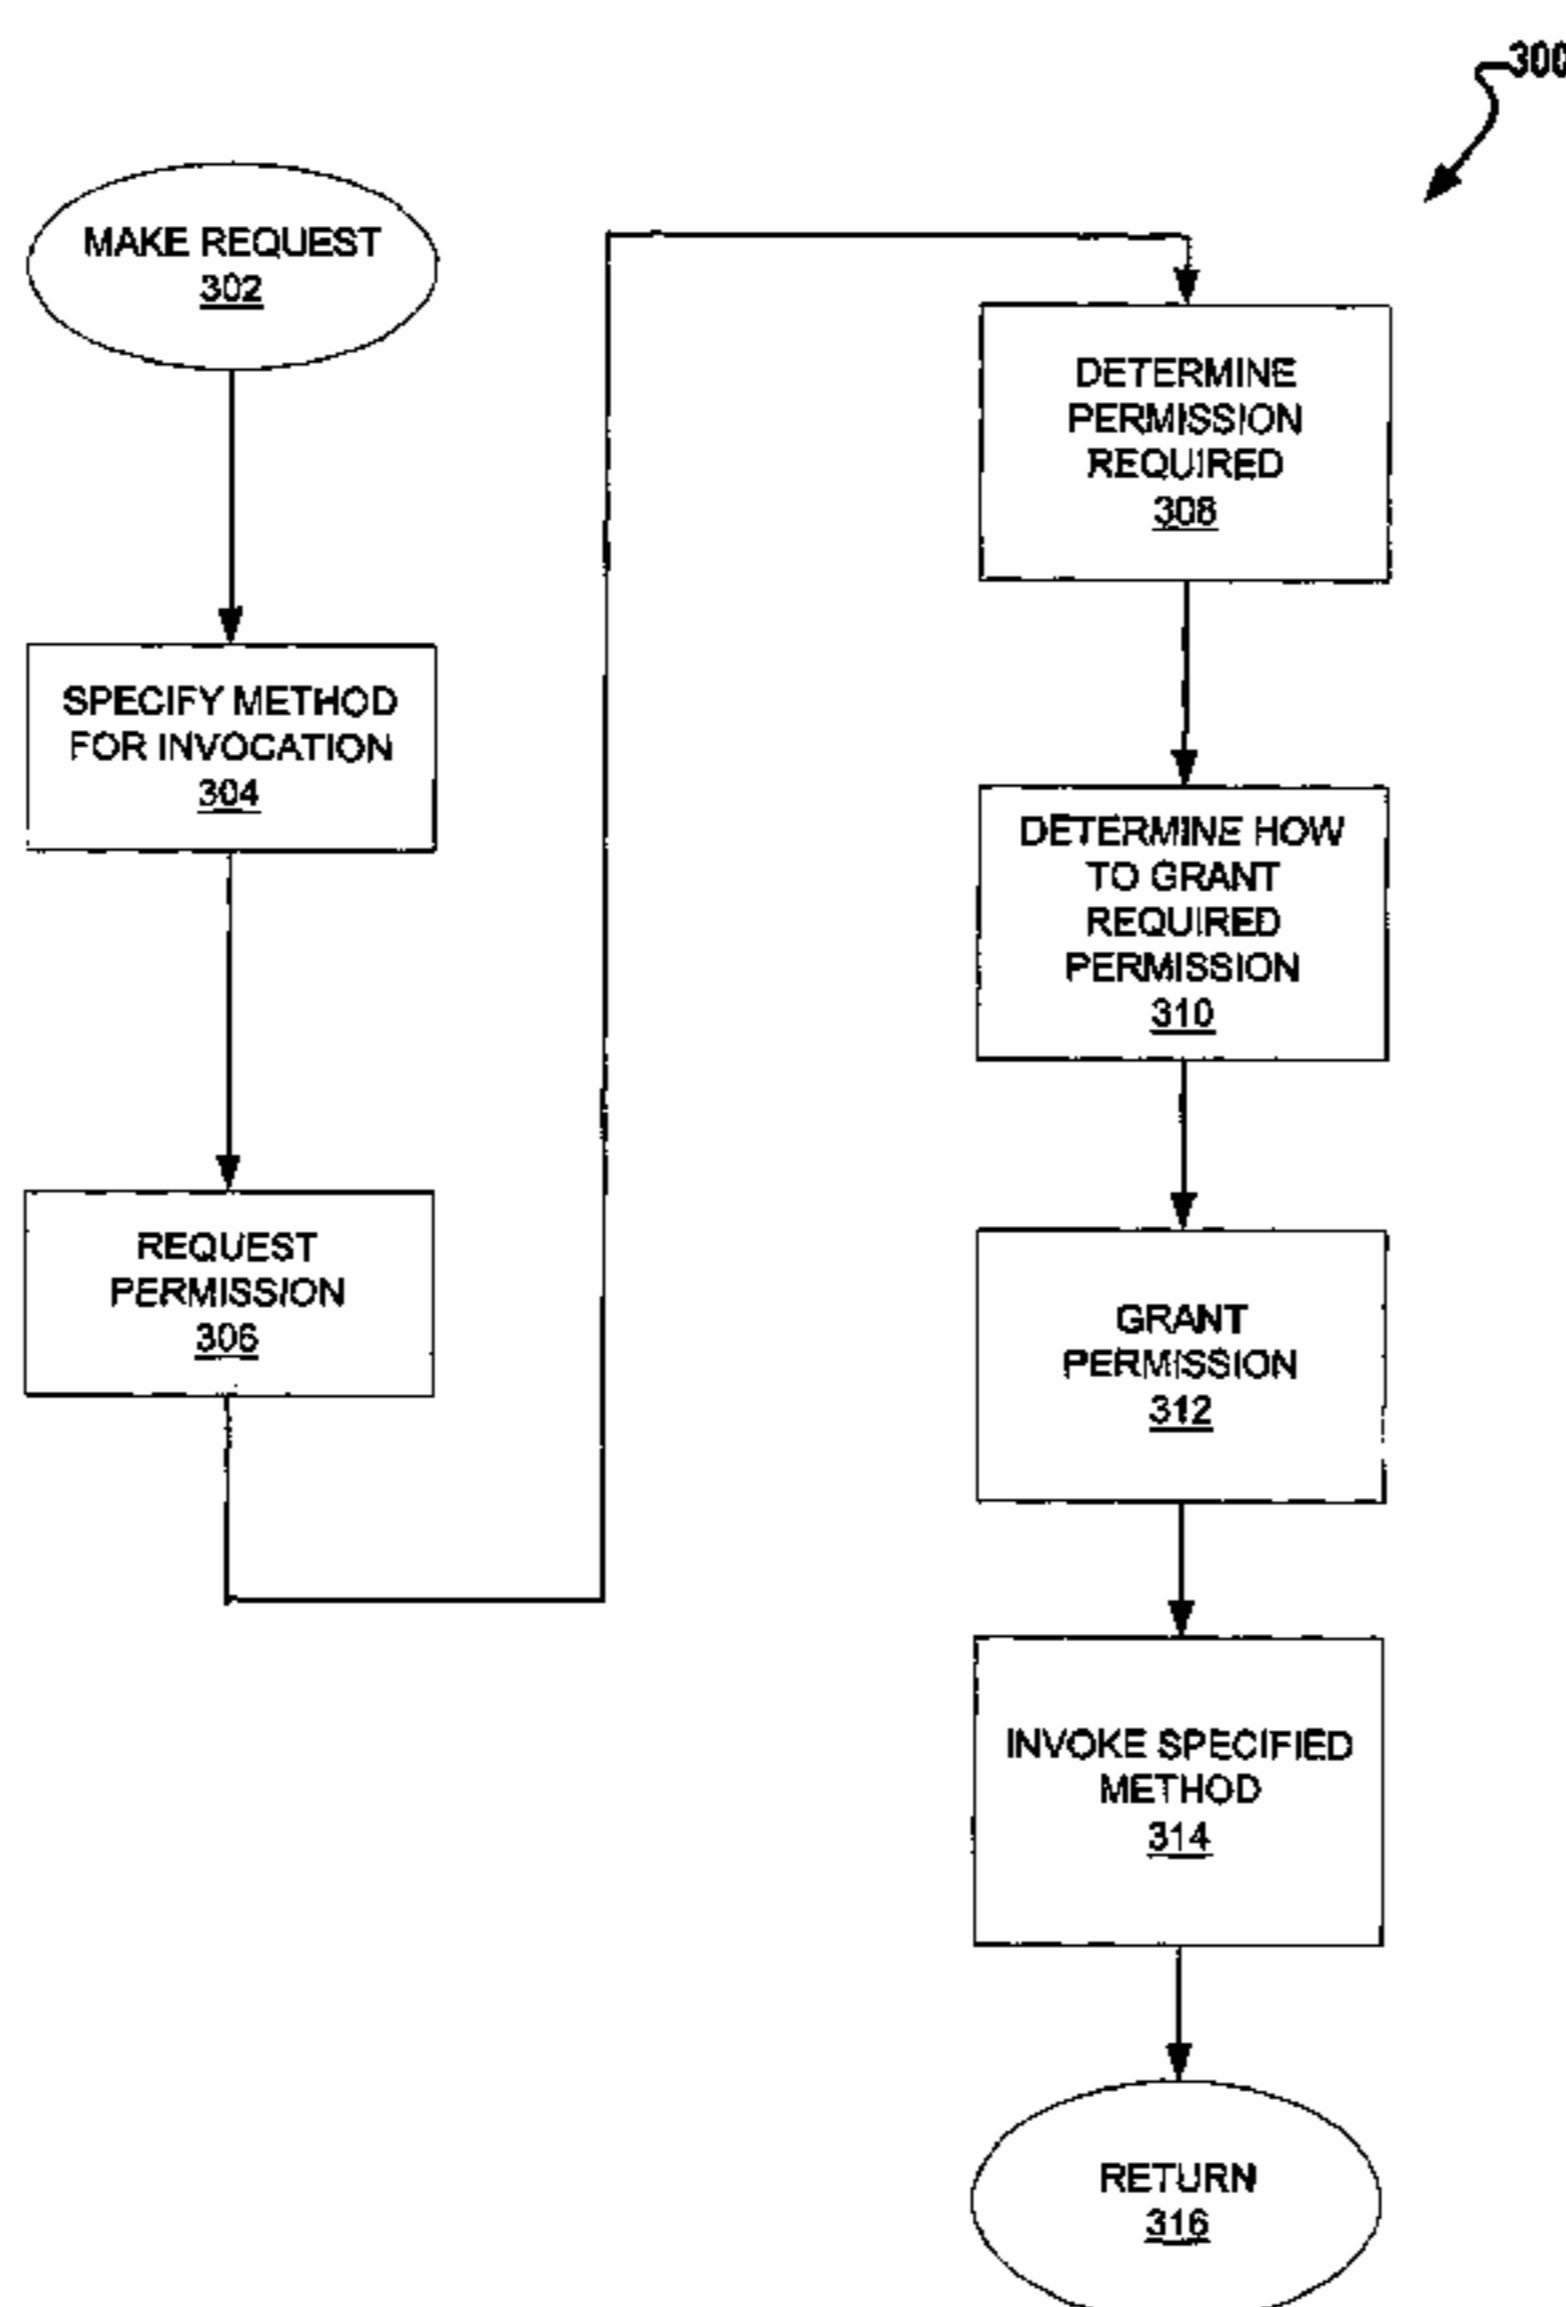 300
MAKE REQUEST
302
SPECIFY METHOD
FOR INVOCATION
304
REQUEST
PERMISSION
306
DETERMINE
PERMISSION
REQUIRED
308
DETERMINE HOW
TO GRANT
REQUIRED
PERMISSION
310
GRANT
PERMISSION
312
INVOKE SPECIFIED
METHOD
314
RETURN
316